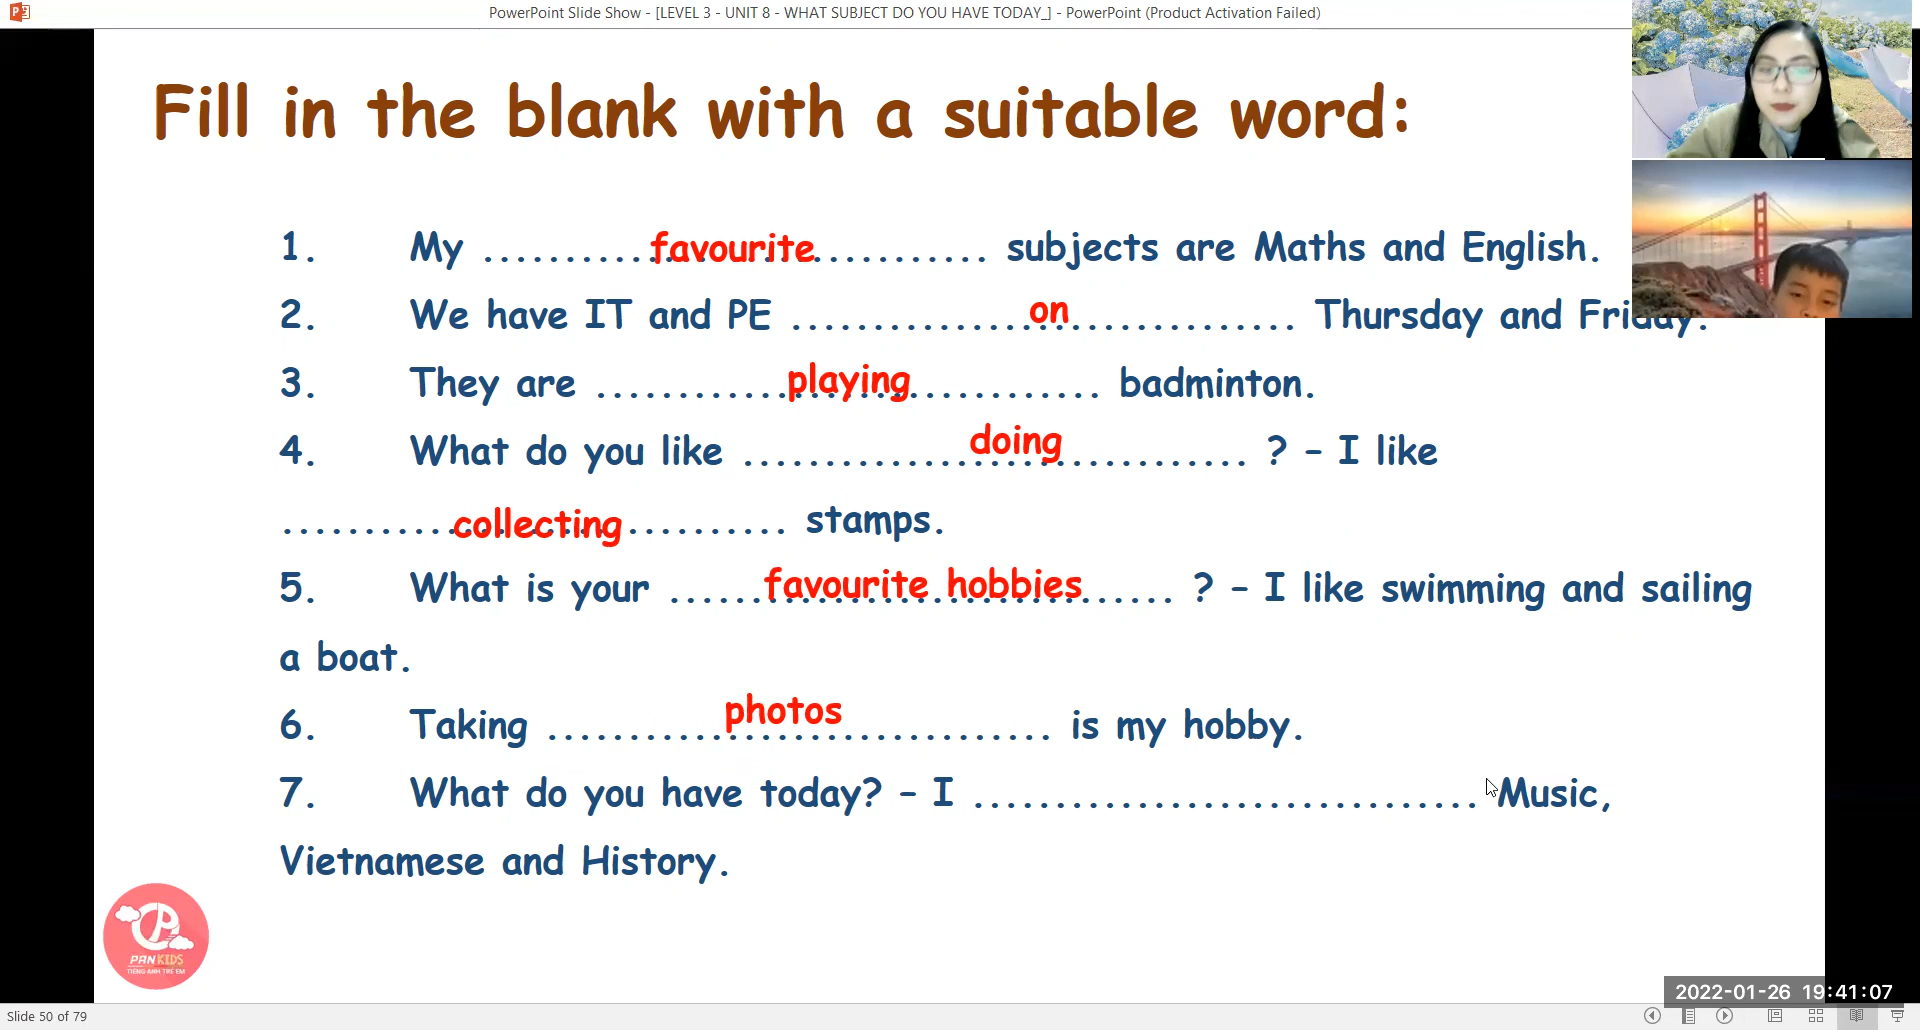 PowerPoint Slide Show - [LEVEL 3 - UNIT 8 - WHAT SUBJECT DO YOU HAVE TODAY_] - PowerPoint (Product Activation Failed)
Fill in the blank with a suitable word:
1. My ............favourite............ subjects are Maths and English.
2. We have IT and PE ............on............ Thursday and Friday.
3. They are ............playing............ badminton.
4. What do you like ............doing............ ? – I like
............collecting............ stamps.
5. What is your ......favourite hobbies...... ? – I like swimming and sailing
a boat.
6. Taking ............photos............ is my hobby.
7. What do you have today? – I ............................... Music,
Vietnamese and History.
PAN KIDS
TIẾNG ANH TRẺ EM
2022-01-26 19:41:07
Slide 50 of 79